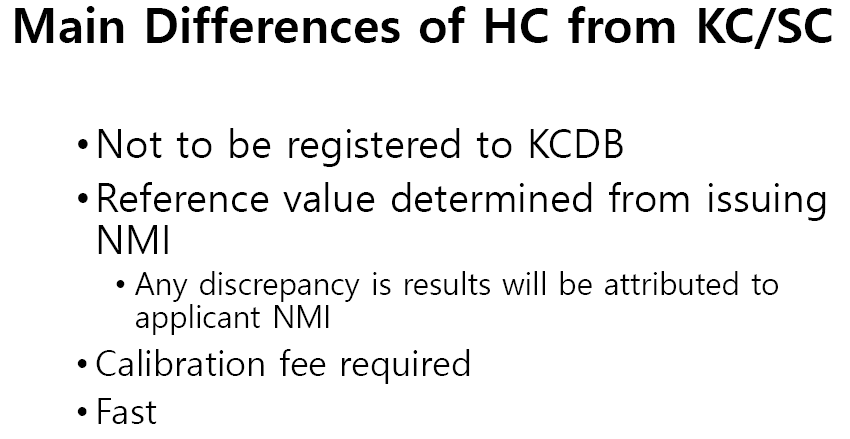 Main Differences of HC from KC/SC
• Not to be registered to KCDB
• Reference value determined from issuing
NMI
• Any discrepancy is results will be attributed to
applicant NMI
• Calibration fee required
• Fast